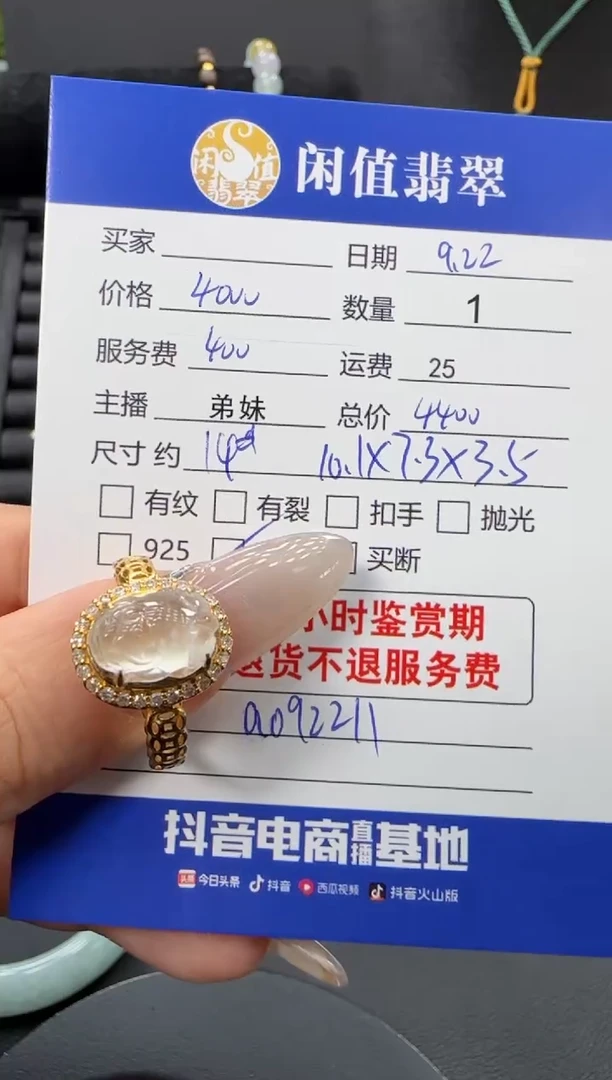 闲值翡翠
闲值翡翠
买家 日期 9.22
价格 4000 数量 1
服务费 400 运费 25
主播 弟妹 总价 4400
尺寸 约 14# 10.1X7.3X3.5
有纹 有裂 扣手 抛光
925 买断
小时鉴赏期
退货不退服务费
a092211
抖音电商直播基地
头条 今日头条 抖音 西瓜视频 抖音火山版